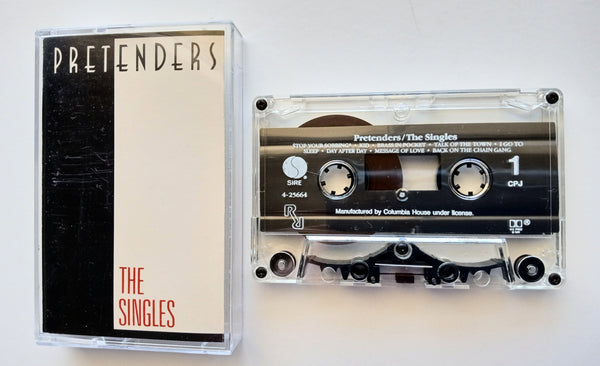 PRETENDERS
THE
SINGLES
Pretenders/The Singles
STOP YOUR SOBBING* • KID • BRASS IN POCKET • TALK OF THE TOWN • I GO TO
SLEEP • DAY AFTER DAY • MESSAGE OF LOVE • BACK ON THE CHAIN GANG
S
SIRE
4-25664
1
CPJ
R
Manufactured by Columbia House under license.